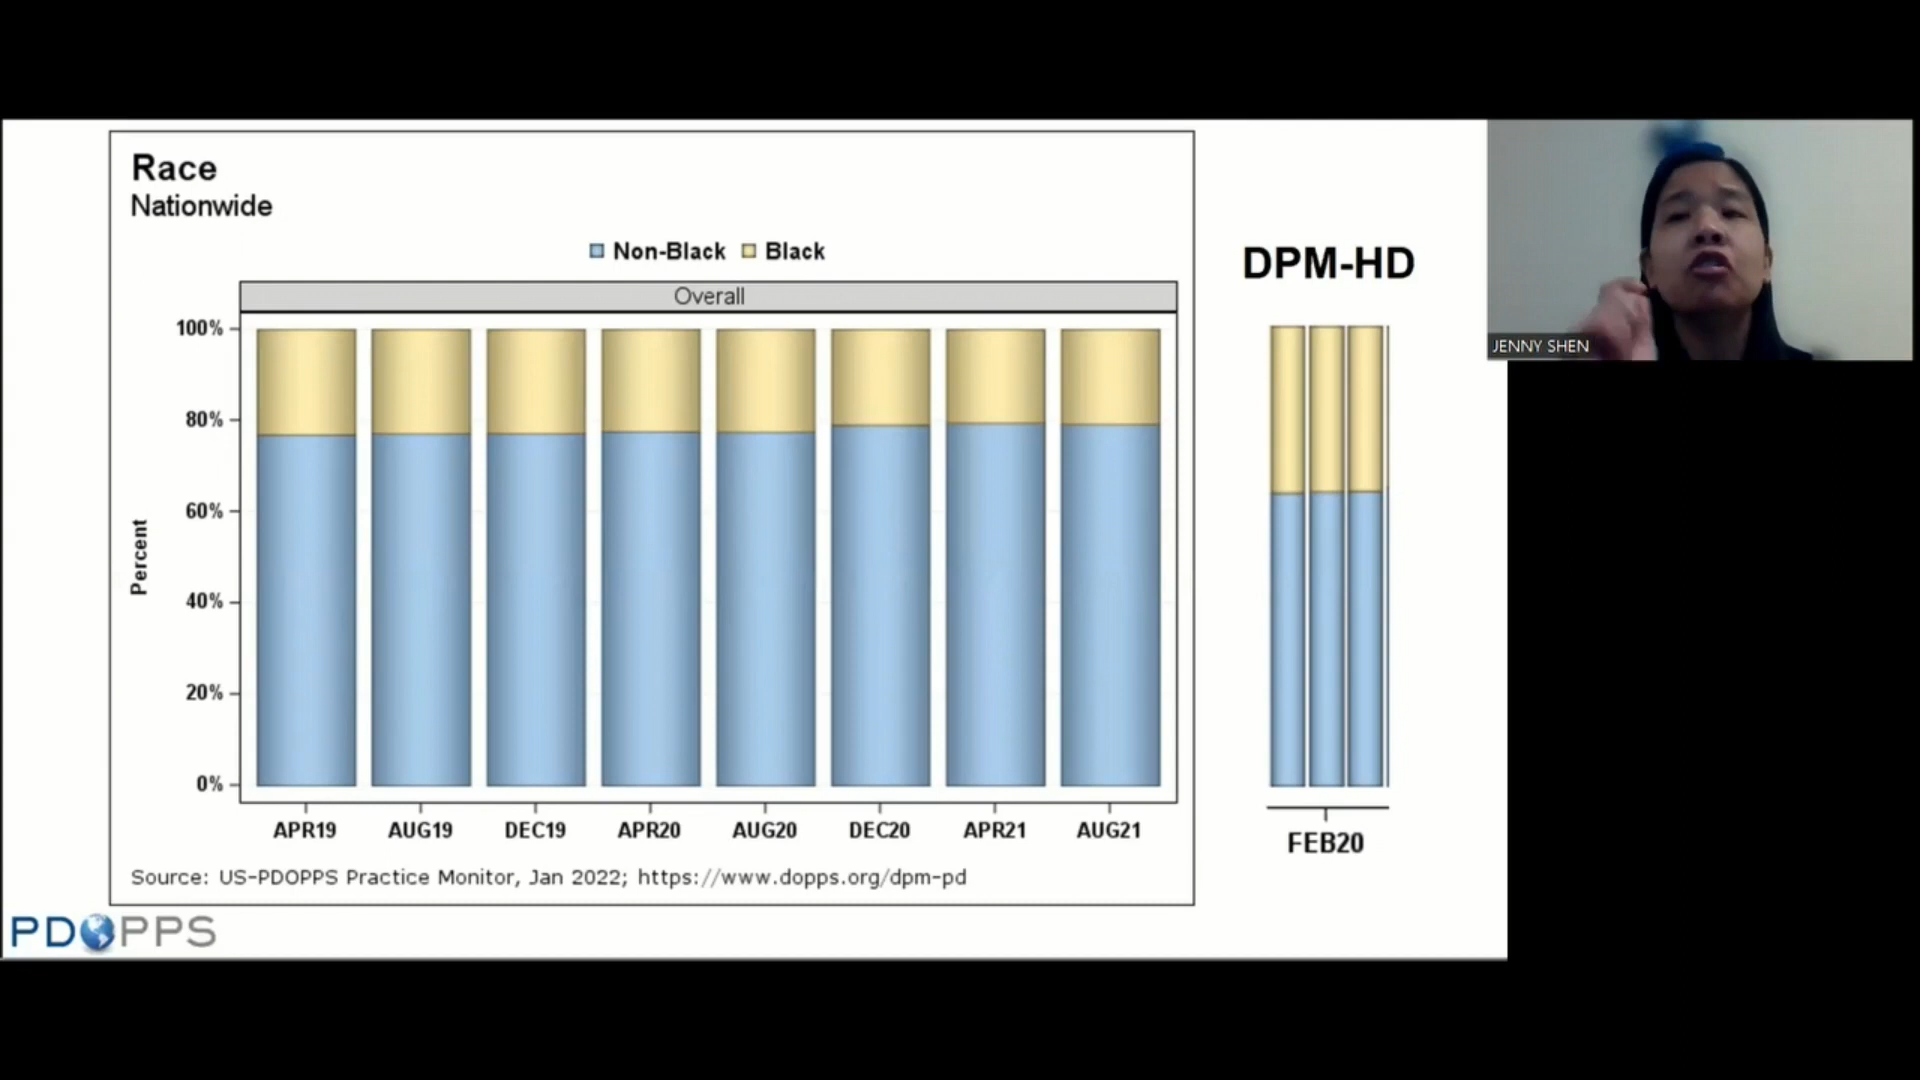 Race
Nationwide
Non-Black Black
Overall
100%
80%
60%
40%
20%
0%
Percent
APR19 AUG19 DEC19 APR20 AUG20 DEC20 APR21 AUG21
Source: US-PDOPPS Practice Monitor, Jan 2022; https://www.dopps.org/dpm-pd
PDOPPS
DPM-HD
FEB20
JENNY SHEN